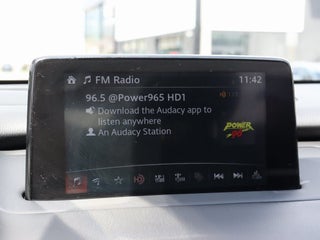 FM Radio
11:42
96.5 @Power965 HD1
Download the Audacy app to
listen anywhere
An Audacy Station
POWER